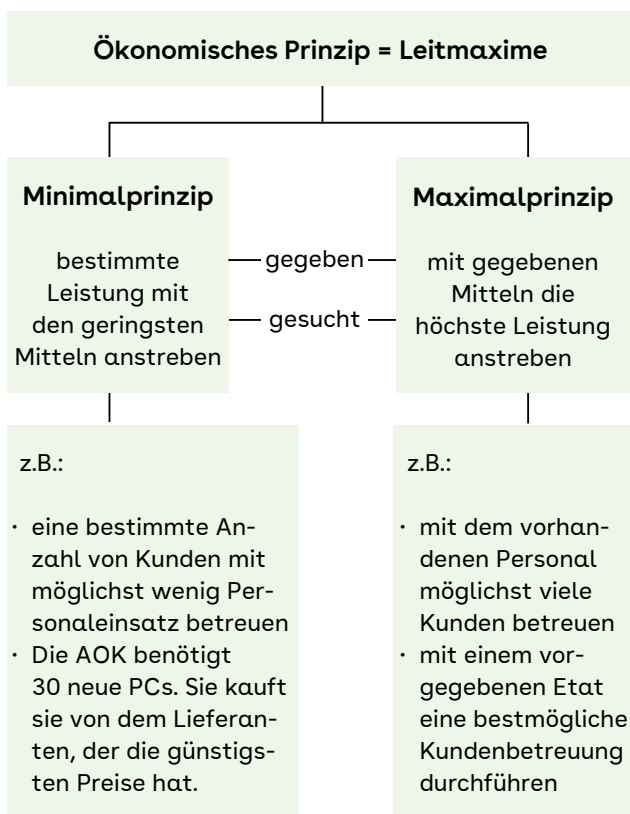 Ökonomisches Prinzip = Leitmaxime
Minimalprinzip
bestimmte
Leistung mit
den geringsten
Mitteln anstreben
gegeben
gesucht
Maximalprinzip
mit gegebenen
Mitteln die
höchste Leistung
anstreben
z.B.:
· eine bestimmte An-
zahl von Kunden mit
möglichst wenig Per-
sonaleinsatz betreuen
· Die AOK benötigt
30 neue PCs. Sie kauft
sie von dem Lieferan-
ten, der die günstigs-
ten Preise hat.
z.B.:
· mit dem vorhan-
denen Personal
möglichst viele
Kunden betreuen
· mit einem vor-
gegebenen Etat
eine bestmögliche
Kundenbetreuung
durchführen